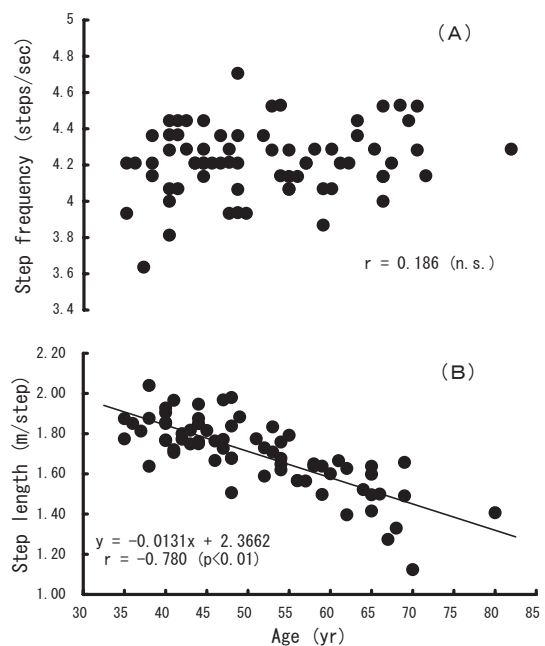 (A)
5
4.8
4.6
4.4
4.2
4
3.8
3.6
3.4
Step frequency (steps/sec)
r = 0.186 (n.s.)
(B)
2.20
2.00
1.80
1.60
1.40
1.20
1.00
Step length (m/step)
y = -0.0131x + 2.3662
r = -0.780 (p<0.01)
30 35 40 45 50 55 60 65 70 75 80 85
Age (yr)